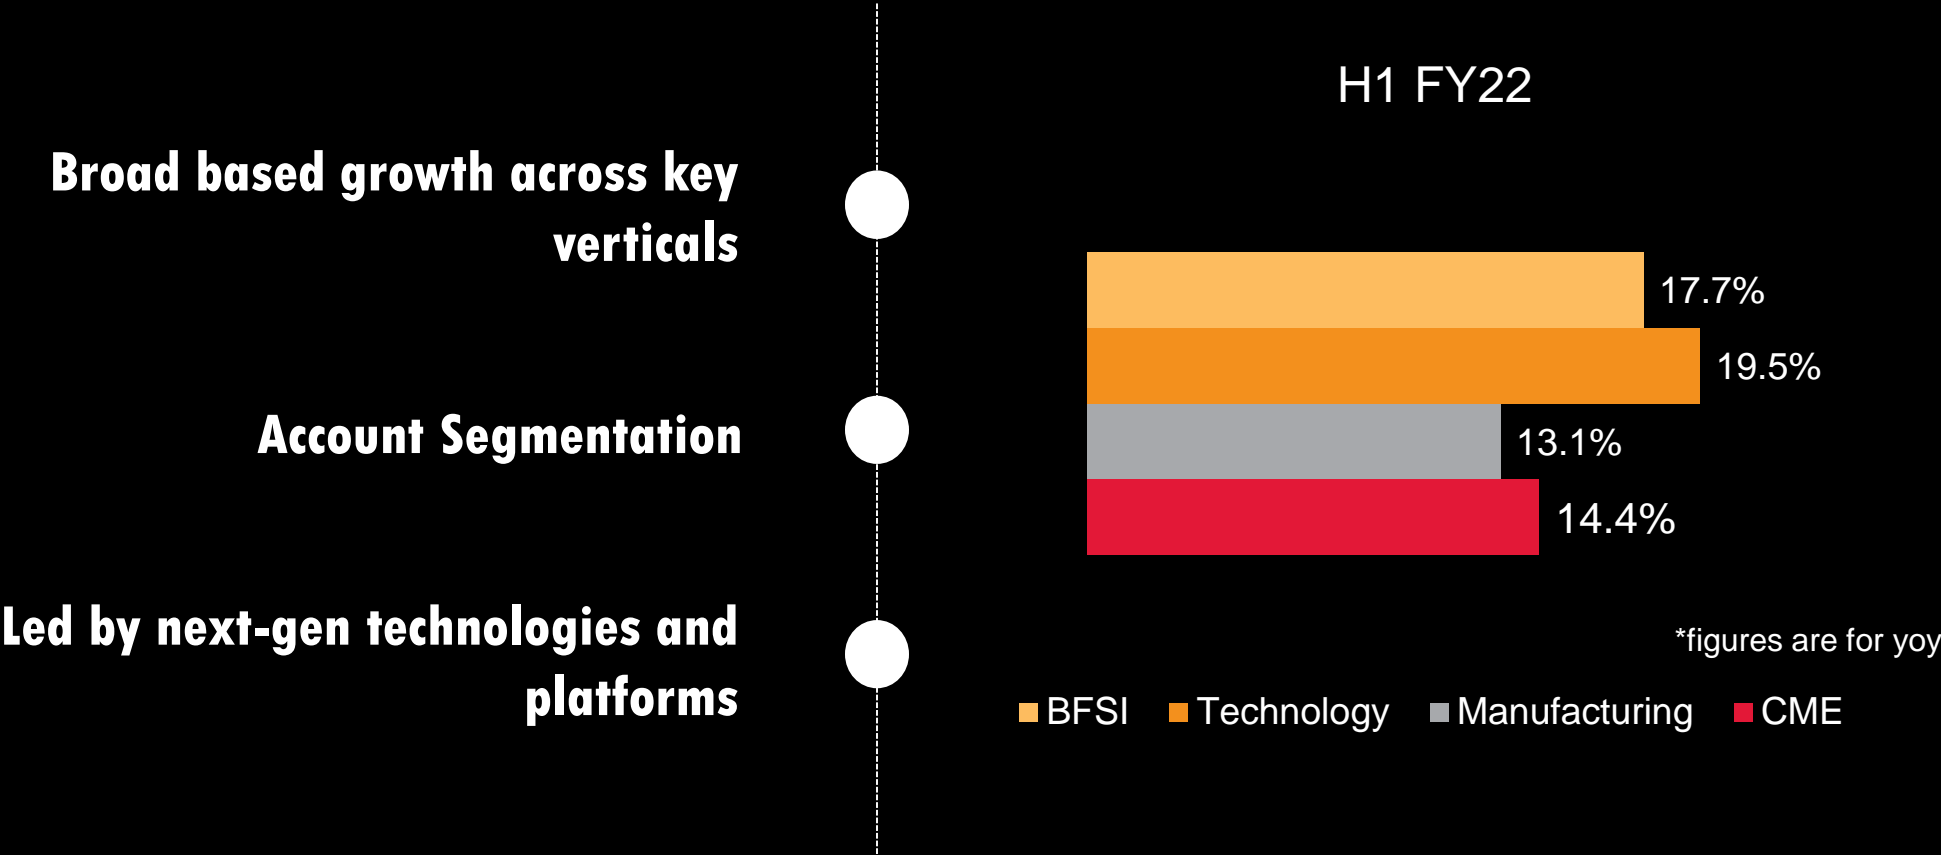 Broad based growth across key
verticals
Account Segmentation
Led by next-gen technologies and
platforms
H1 FY22
17.7%
19.5%
13.1%
14.4%
*figures are for yoy
BFSI
Technology
Manufacturing
CME